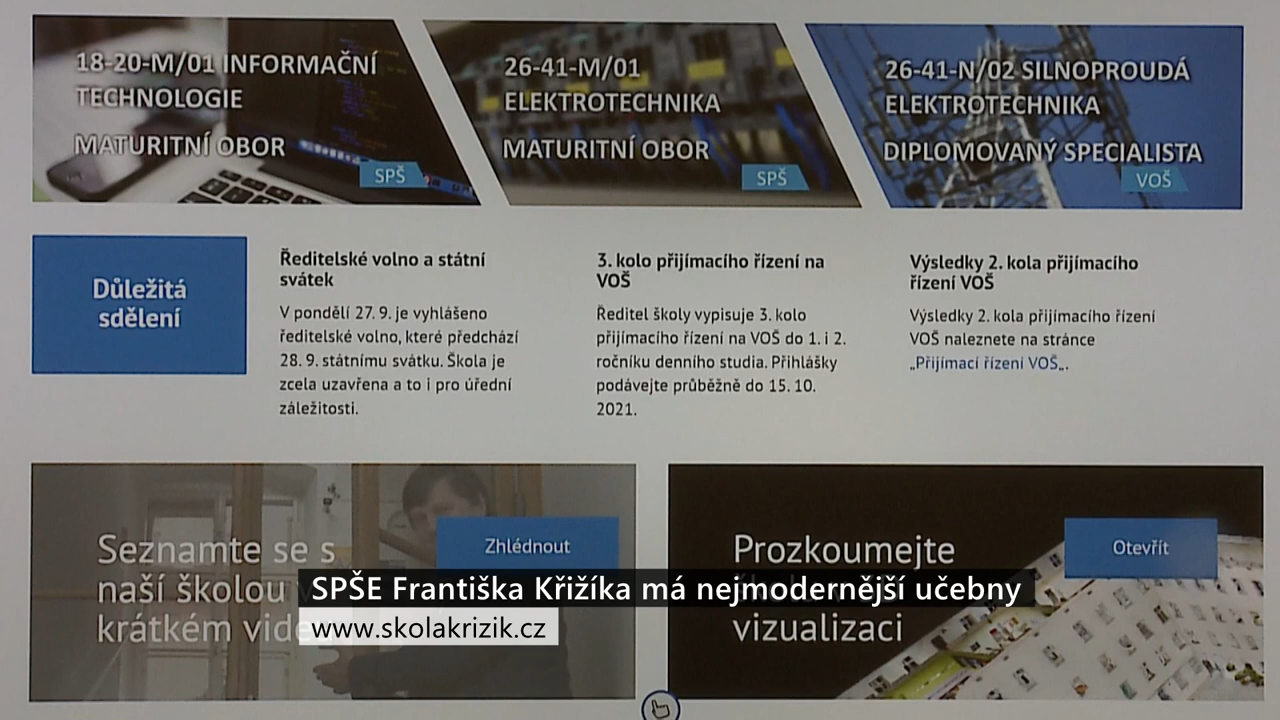 18-20-M/01 INFORMAČNÍ
TECHNOLOGIE
MATURITNÍ OBOR
SPŠ
26-41-M/01
ELEKTROTECHNIKA
MATURITNÍ OBOR
SPŠ
26-41-N/02 SILNOPROUDÁ
ELEKTROTECHNIKA
DIPLOMOVANÝ SPECIALISTA
VOŠ
Důležitá
sdělení
Ředitelské volno a státní
svátek
V pondělí 27. 9. je vyhlášeno
ředitelské volno, které předchází
28. 9. státnímu svátku. Škola je
zcela uzavřena a to i pro úřední
záležitosti.
3. kolo přijímacího řízení na
VOŠ
Ředitel školy vypisuje 3. kolo
přijímacího řízení na VOŠ do 1. i 2.
ročníku denního studia. Přihlášky
podávejte průběžně do 15. 10.
2021.
Výsledky 2. kola přijímacího
řízení VOŠ
Výsledky 2. kola přijímacího řízení
VOŠ naleznete na stránce
„Přijímací řízení VOŠ„.
Seznamte se s
naší školou
krátkém
Zhlédnout
Prozkoumejte
vizualizaci
Otevřít
SPŠE Františka Křižíka má nejmodernější učebny
www.skolakrizik.cz